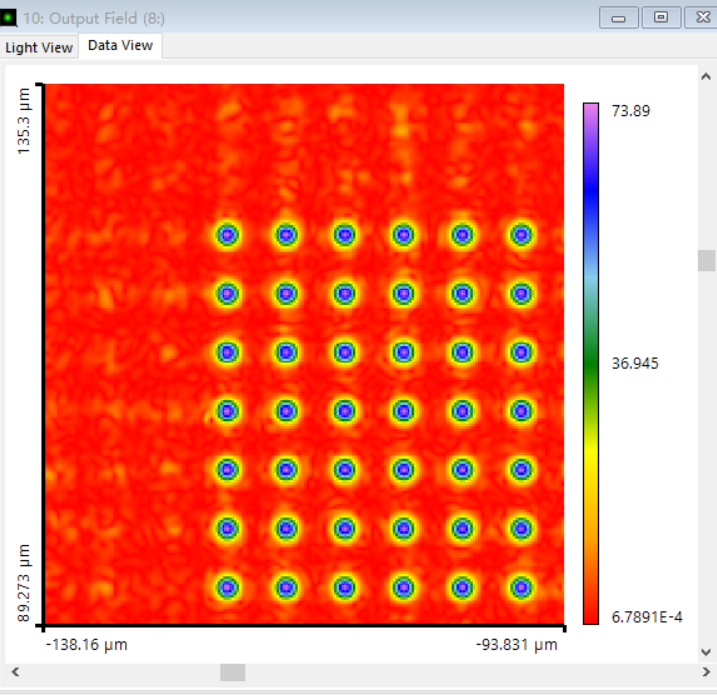 10: Output Field (8:)
Light View Data View
135.3 µm
73.89
36.945
89.273 µm
6.7891E-4
-138.16 µm -93.831 µm